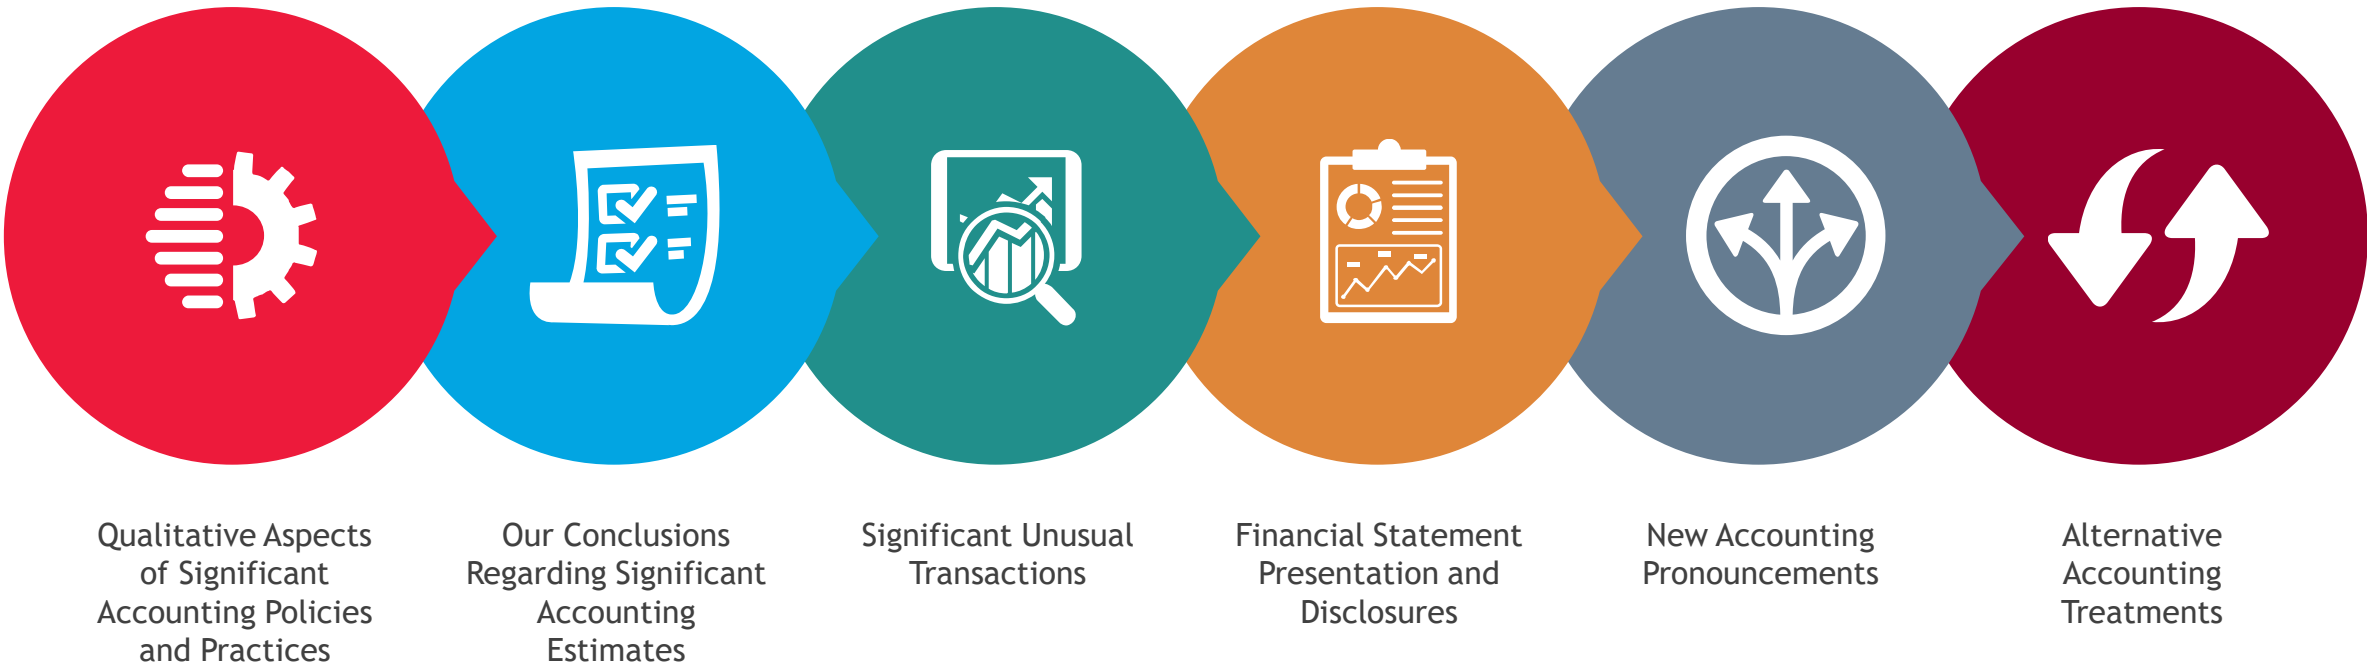 Qualitative Aspects
of Significant
Accounting Policies
and Practices
Our Conclusions
Regarding Significant
Accounting
Estimates
Significant Unusual
Transactions
Financial Statement
Presentation and
Disclosures
New Accounting
Pronouncements
Alternative
Accounting
Treatments